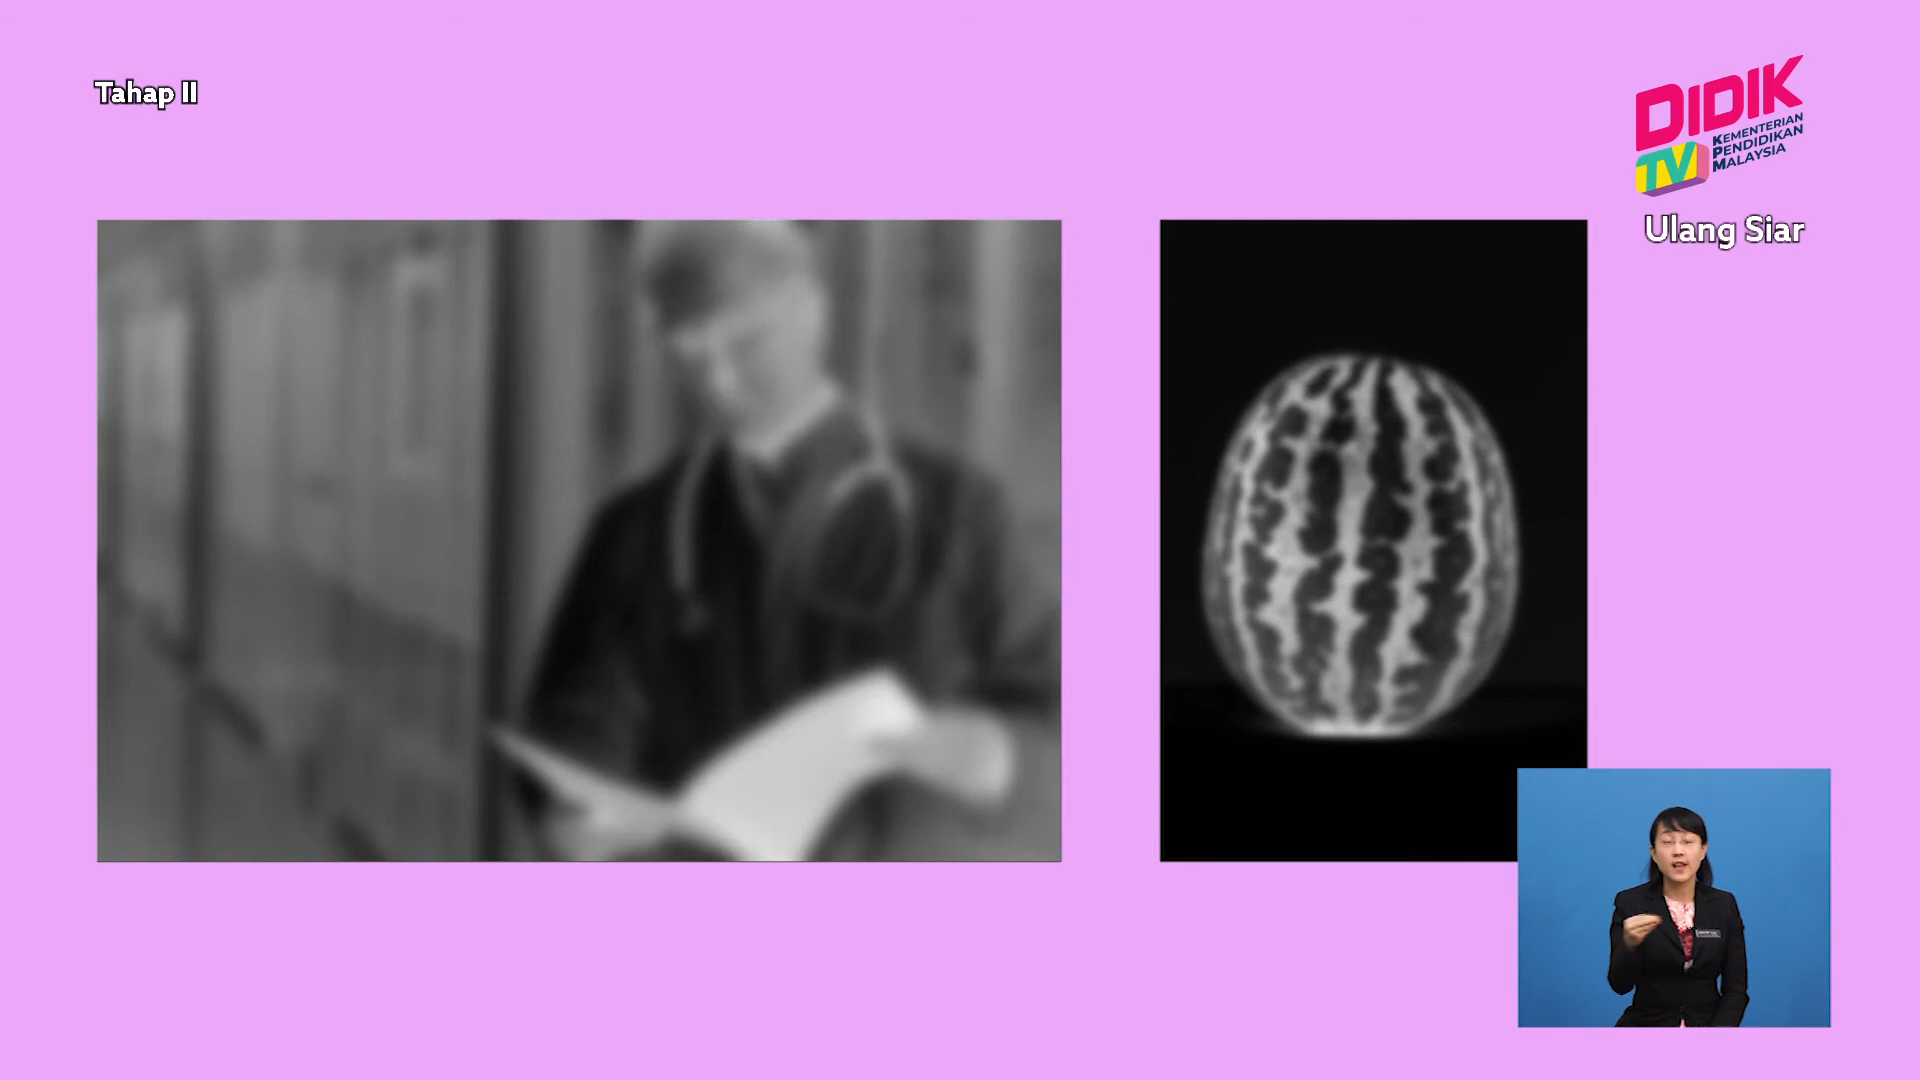 Tahap II
DIDIK
TV
KEMENTERIAN
PENDIDIKAN
MALAYSIA
Ulang Siar